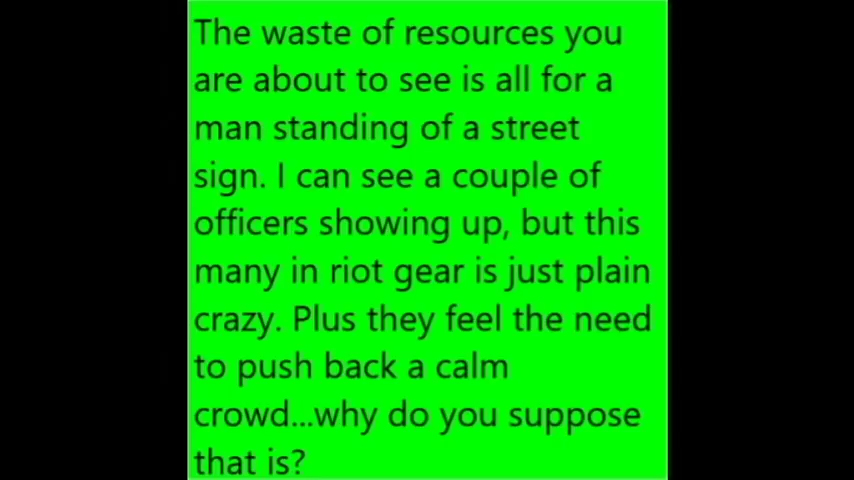 The waste of resources you
are about to see is all for a
man standing of a street
sign. I can see a couple of
officers showing up, but this
many in riot gear is just plain
crazy. Plus they feel the need
to push back a calm
crowd...why do you suppose
that is?